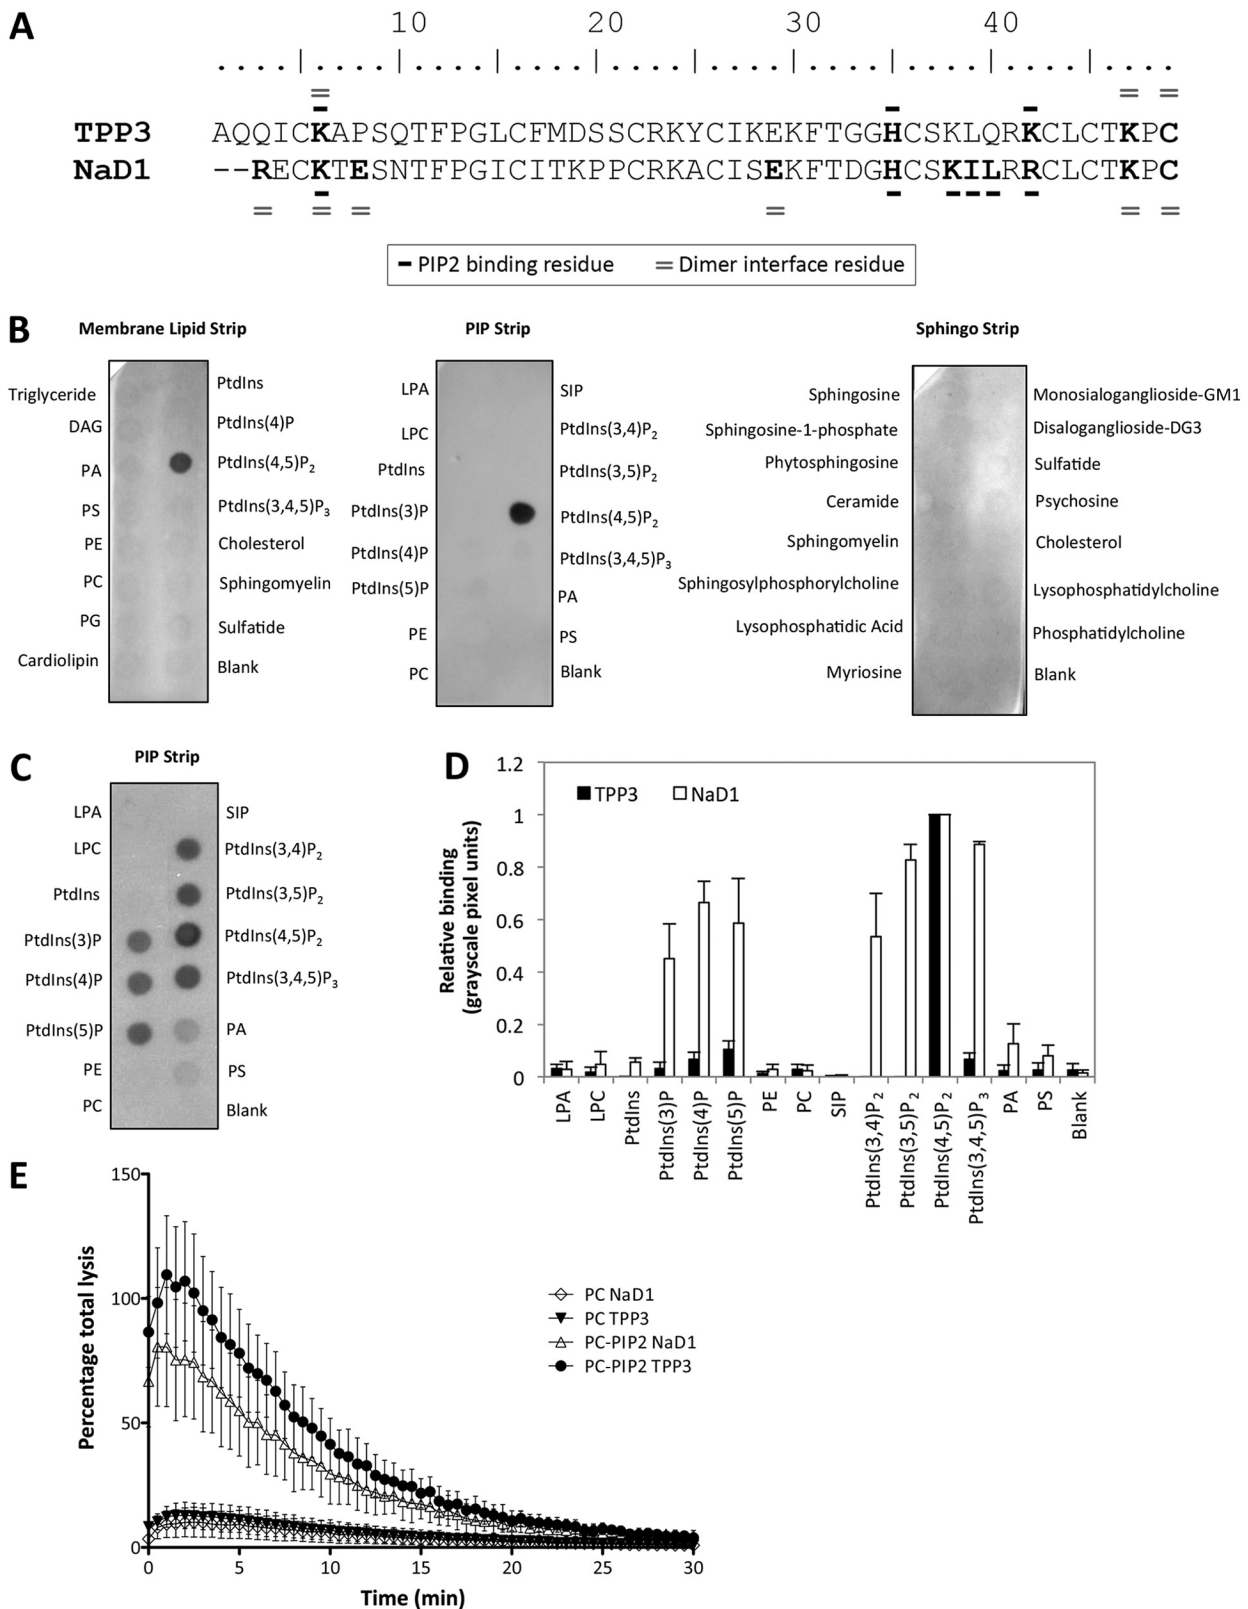 A
10 20 30 40
TPP3 AQQICKAPSQTFPGLCFMDSSCRKYCIKEKFTGGHCSKLQRKCLCTKPC
NaD1 --RECKTESNTFPGICITKPPCRKACISEKFTDGHCSKILRRCLCTKPC
PIP2 binding residue = Dimer interface residue
B
Membrane Lipid Strip
Triglyceride
DAG
PA
PS
PE
PC
PG
Cardiolipin
PtdIns
PtdIns(4)P
PtdIns(4,5)P2
PtdIns(3,4,5)P3
Cholesterol
Sphingomyelin
Sulfatide
Blank
PIP Strip
LPA
LPC
PtdIns
PtdIns(3)P
PtdIns(4)P
PtdIns(5)P
PE
PC
SIP
PtdIns(3,4)P2
PtdIns(3,5)P2
PtdIns(4,5)P2
PtdIns(3,4,5)P3
PA
PS
Blank
Sphingo Strip
Sphingosine
Sphingosine-1-phosphate
Phytosphingosine
Ceramide
Sphingomyelin
Sphingosylphosphorylcholine
Lysophosphatidic Acid
Myriosine
Monosialoganglioside-GM1
Disaloganglioside-DG3
Sulfatide
Psychosine
Cholesterol
Lysophosphatidylcholine
Phosphatidylcholine
Blank
C
PIP Strip
LPA
LPC
PtdIns
PtdIns(3)P
PtdIns(4)P
PtdIns(5)P
PE
PC
SIP
PtdIns(3,4)P2
PtdIns(3,5)P2
PtdIns(4,5)P2
PtdIns(3,4,5)P3
PA
PS
Blank
D
Relative binding
(grayscale pixel units)
1.2
1
0.8
0.6
0.4
0.2
0
TPP3 NaD1
LPA
LPC
PtdIns
PtdIns(3)P
PtdIns(4)P
PtdIns(5)P
PE
PC
SIP
PtdIns(3,4)P2
PtdIns(3,5)P2
PtdIns(4,5)P2
PtdIns(3,4,5)P3
PA
PS
Blank
E
Percentage total lysis
150
100
50
0
PC NaD1
PC TPP3
PC-PIP2 NaD1
PC-PIP2 TPP3
0 5 10 15 20 25 30
Time (min)